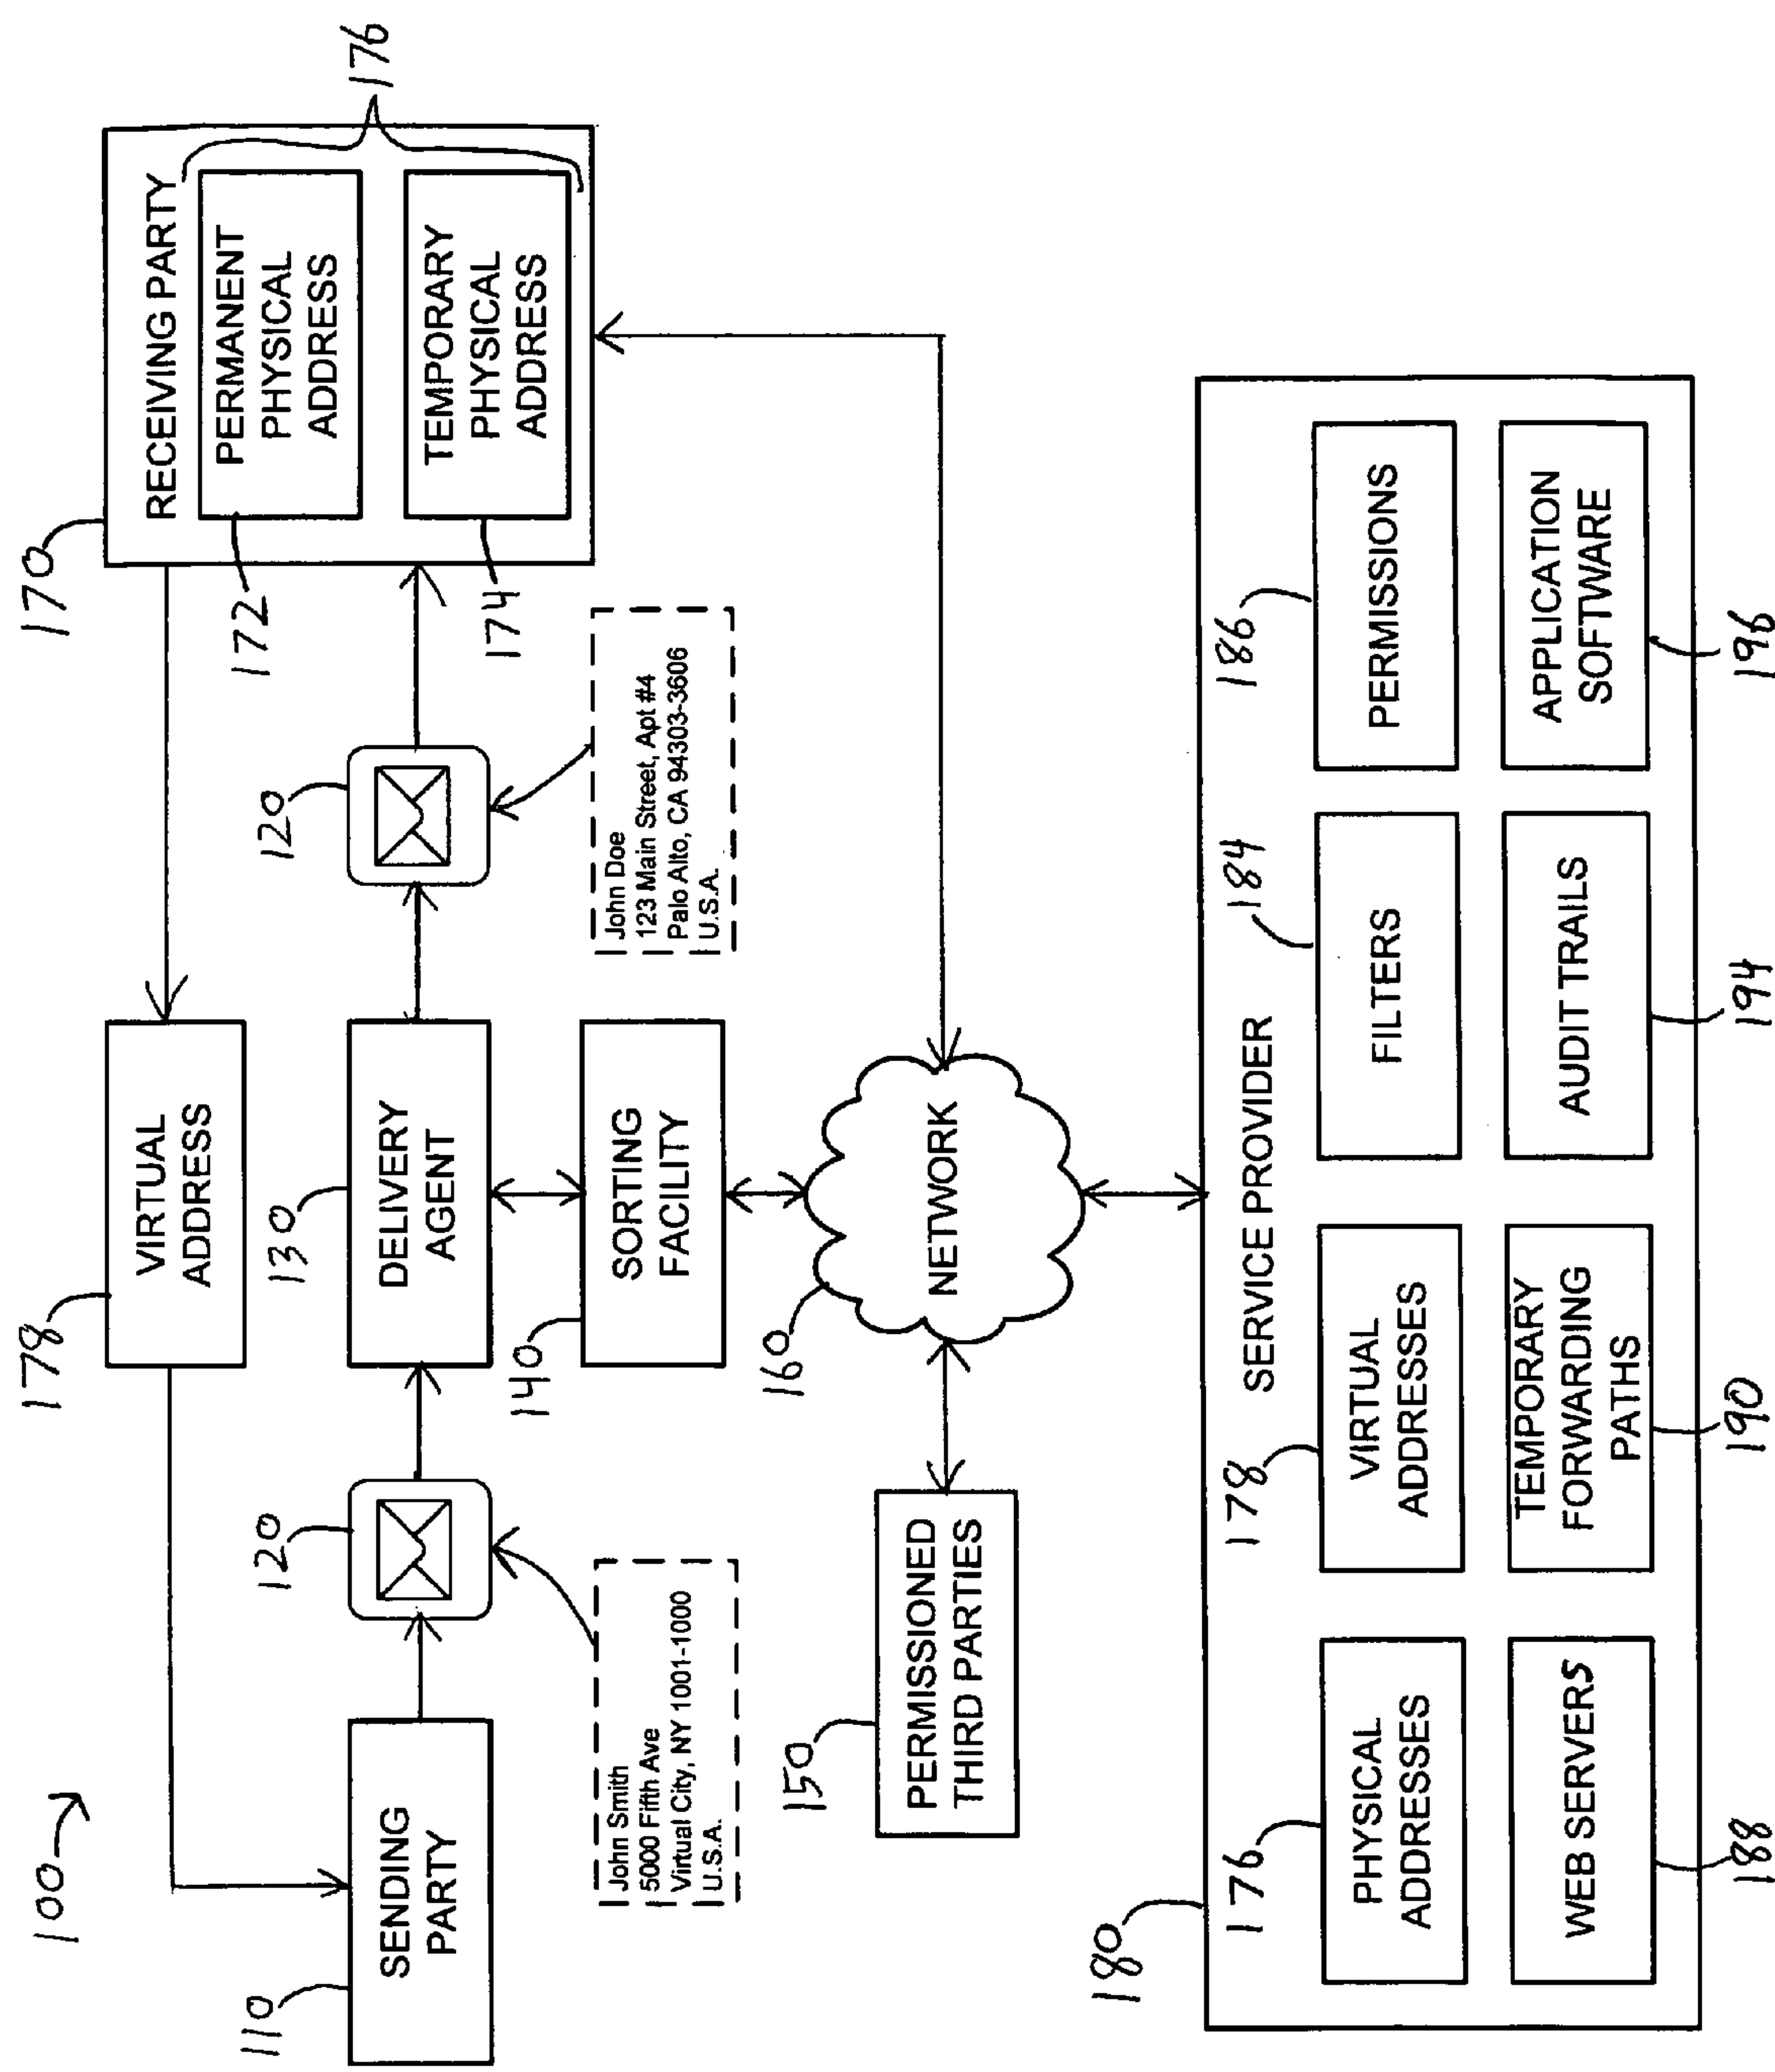 100
178
VIRTUAL
ADDRESS
170
RECEIVING PARTY
176
172
PERMANENT
PHYSICAL
ADDRESS
174
TEMPORARY
PHYSICAL
ADDRESS
110
SENDING
PARTY
120
130
DELIVERY
AGENT
120
John Smith
5000 Fifth Ave
Virtual City, NY 1001-1000
U.S.A.
140
SORTING
FACILITY
John Doe
123 Main Street, Apt #4
Palo Alto, CA 94303-3606
U.S.A.
150
PERMISSIONED
THIRD PARTIES
160
NETWORK
180
SERVICE PROVIDER
176
PHYSICAL
ADDRESSES
178
VIRTUAL
ADDRESSES
184
FILTERS
186
PERMISSIONS
WEB SERVERS
188
TEMPORARY
FORWARDING
PATHS
190
AUDIT TRAILS
194
APPLICATION
SOFTWARE
196